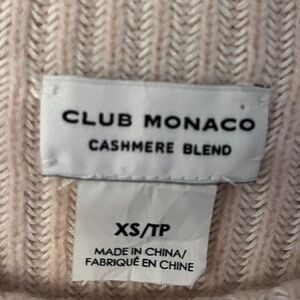 CLUB MONACO
CASHMERE BLEND
XS/TP
MADE IN CHINA/
FABRIQUÉ EN CHINE